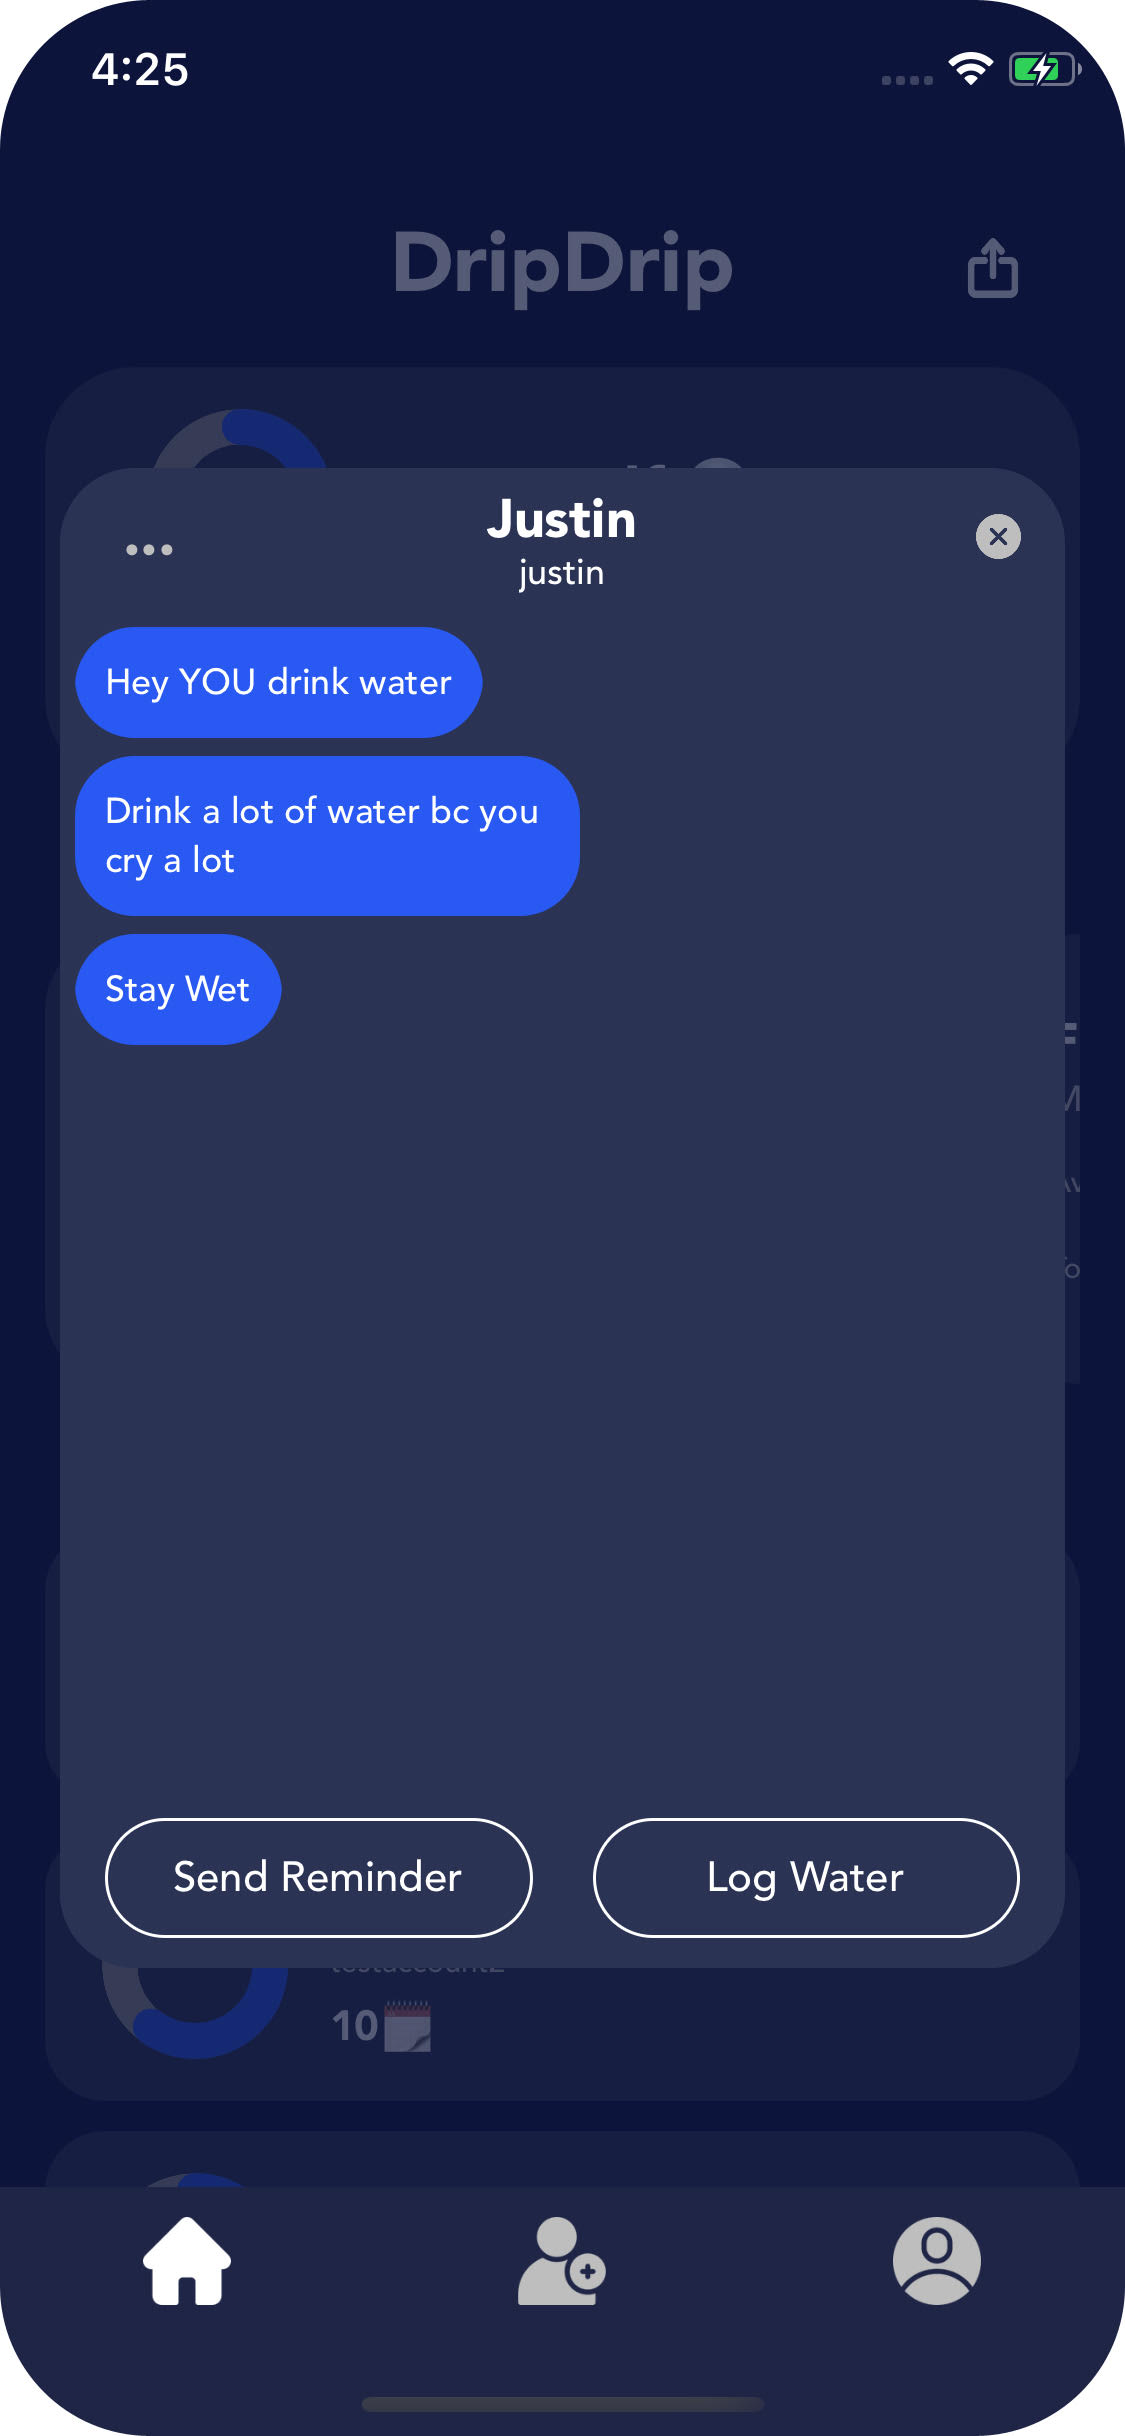 4:25
DripDrip
Justin
justin
Hey YOU drink water
Drink a lot of water bc you
cry a lot
Stay Wet
Send Reminder
Log Water
10